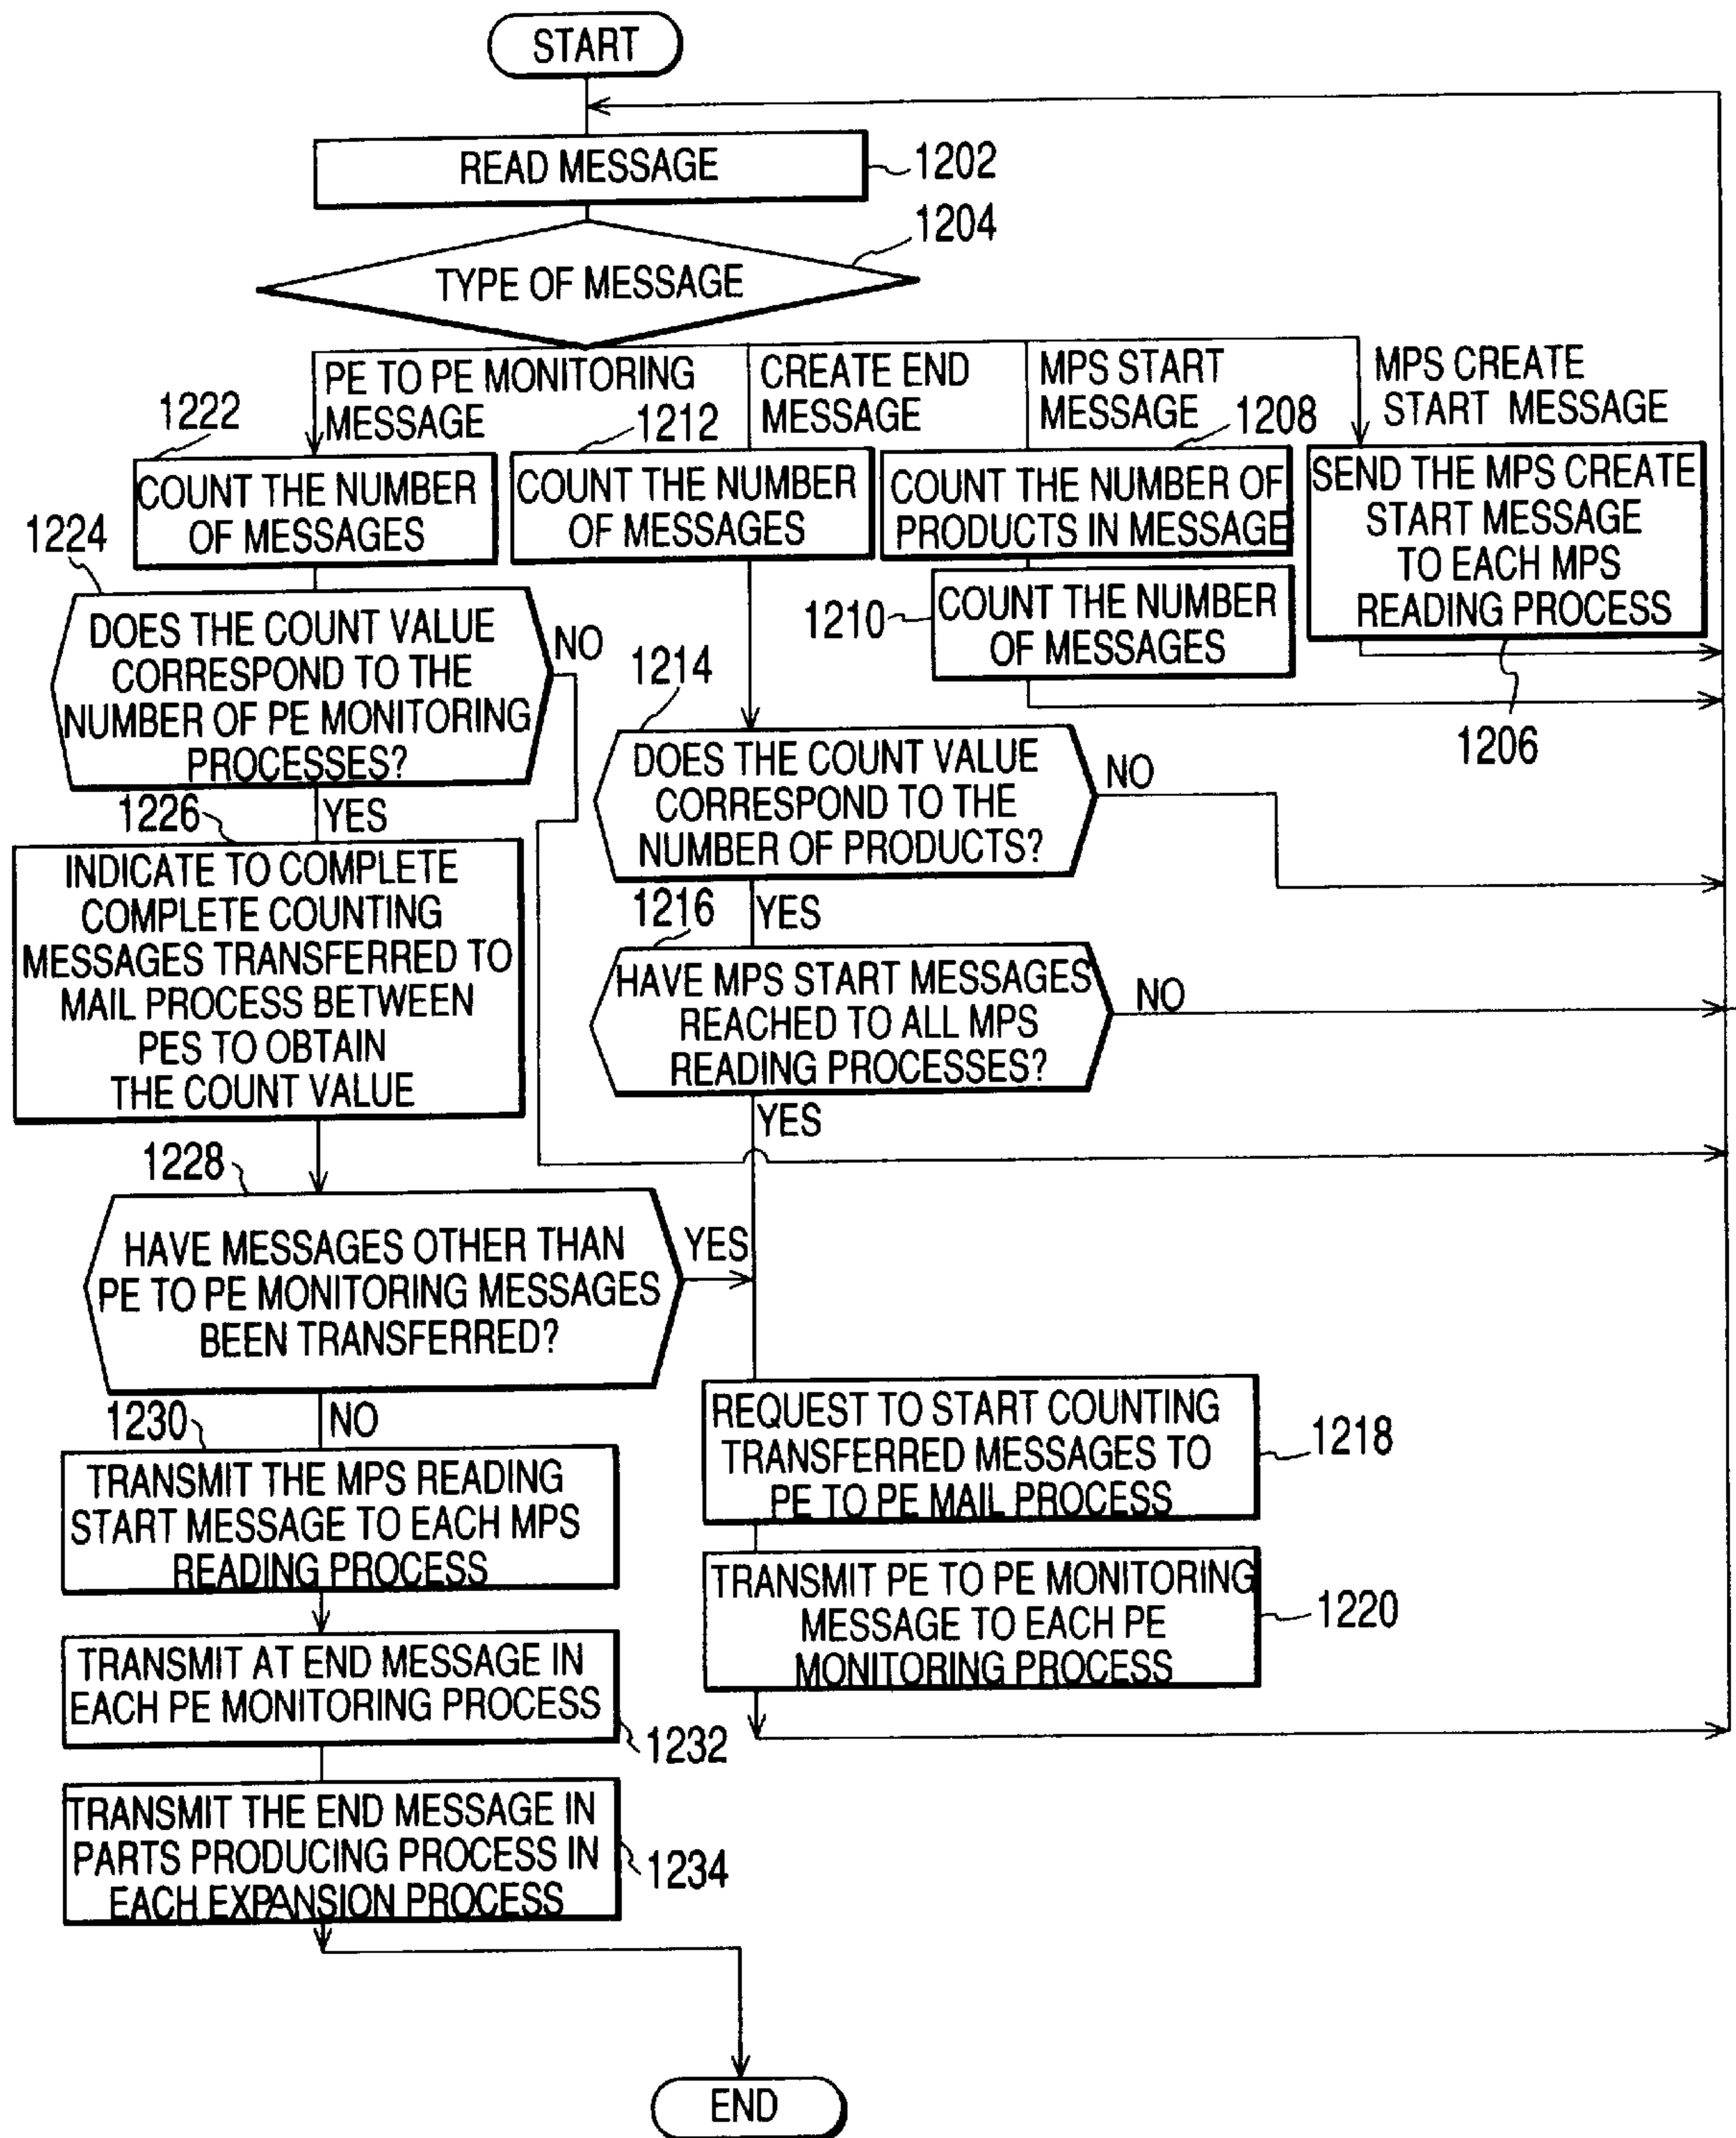 START
READ MESSAGE
1202
1204
TYPE OF MESSAGE
PE TO PE MONITORING
MESSAGE
CREATE END
MESSAGE
MPS START
MESSAGE
MPS CREATE
START MESSAGE
1222
COUNT THE NUMBER
OF MESSAGES
1212
COUNT THE NUMBER
OF MESSAGES
1208
COUNT THE NUMBER OF
PRODUCTS IN MESSAGE
SEND THE MPS CREATE
START MESSAGE
TO EACH MPS
READING PROCESS
1206
1210
COUNT THE NUMBER
OF MESSAGES
1224
DOES THE COUNT VALUE
CORRESPOND TO THE
NUMBER OF PE MONITORING
PROCESSES?
NO
YES
1214
DOES THE COUNT VALUE
CORRESPOND TO THE
NUMBER OF PRODUCTS?
NO
YES
1226
INDICATE TO COMPLETE
COMPLETE COUNTING
MESSAGES TRANSFERRED TO
MAIL PROCESS BETWEEN
PES TO OBTAIN
THE COUNT VALUE
1216
HAVE MPS START MESSAGES
REACHED TO ALL MPS
READING PROCESSES?
NO
YES
1228
HAVE MESSAGES OTHER THAN
PE TO PE MONITORING MESSAGES
BEEN TRANSFERRED?
YES
NO
REQUEST TO START COUNTING
TRANSFERRED MESSAGES TO
PE TO PE MAIL PROCESS
1218
1230
TRANSMIT THE MPS READING
START MESSAGE TO EACH MPS
READING PROCESS
TRANSMIT PE TO PE MONITORING
MESSAGE TO EACH PE
MONITORING PROCESS
1220
TRANSMIT AT END MESSAGE IN
EACH PE MONITORING PROCESS
1232
TRANSMIT THE END MESSAGE IN
PARTS PRODUCING PROCESS IN
EACH EXPANSION PROCESS
1234
END